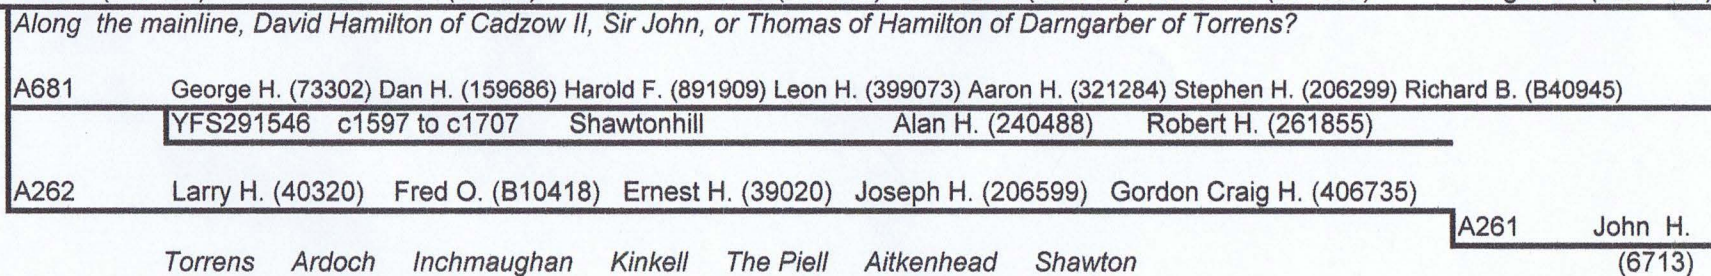 Along the mainline, David Hamilton of Cadzow II, Sir John, or Thomas of Hamilton of Darngarber of Torrens?
A681 George H. (73302) Dan H. (159686) Harold F. (891909) Leon H. (399073) Aaron H. (321284) Stephen H. (206299) Richard B. (B40945)
YFS291546 c1597 to c1707 Shawtonhill Alan H. (240488) Robert H. (261855)
A262 Larry H. (40320) Fred O. (B10418) Ernest H. (39020) Joseph H. (206599) Gordon Craig H. (406735)
A261 John H.
Torrens Ardoch Inchmaughan Kinkell The Piell Aitkenhead Shawton (6713)